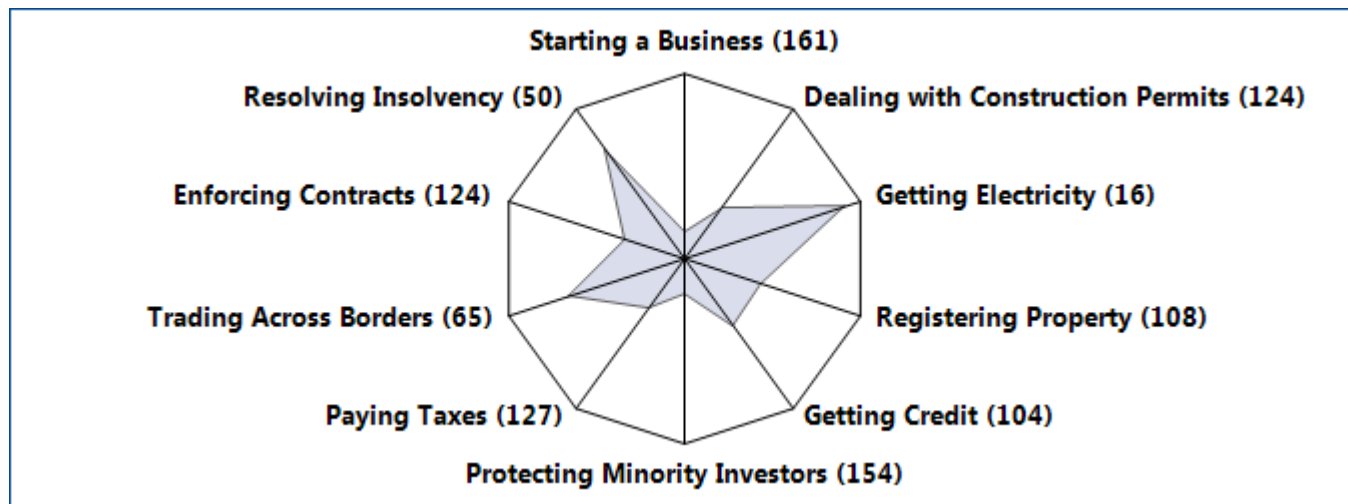 Starting a Business (161)
Resolving Insolvency (50)
Dealing with Construction Permits (124)
Enforcing Contracts (124)
Getting Electricity (16)
Trading Across Borders (65)
Registering Property (108)
Paying Taxes (127)
Getting Credit (104)
Protecting Minority Investors (154)